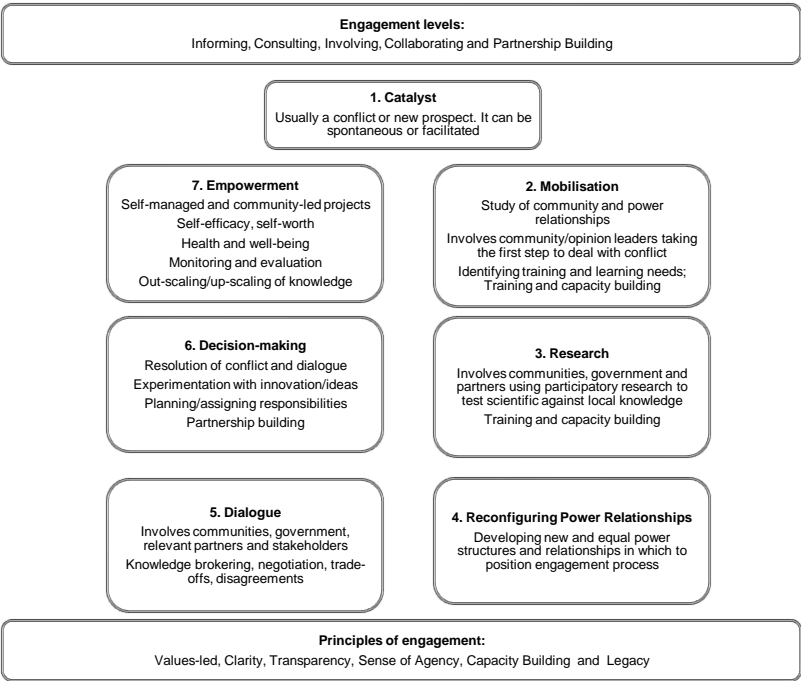 Engagement levels:
Informing, Consulting, Involving, Collaborating and Partnership Building
1. Catalyst
Usually a conflict or new prospect. It can be
spontaneous or facilitated
7. Empowerment
Self-managed and community-led projects
Self-efficacy, self-worth
Health and well-being
Monitoring and evaluation
Out-scaling/up-scaling of knowledge
2. Mobilisation
Study of community and power
relationships
Involves community/opinion leaders taking
the first step to deal with conflict
Identifying training and learning needs;
Training and capacity building
6. Decision-making
Resolution of conflict and dialogue
Experimentation with innovation/ideas
Planning/assigning responsibilities
Partnership building
3. Research
Involves communities, government and
partners using participatory research to
test scientific against local knowledge
Training and capacity building
5. Dialogue
Involves communities, government,
relevant partners and stakeholders
Knowledge brokering, negotiation, trade-
offs, disagreements
4. Reconfiguring Power Relationships
Developing new and equal power
structures and relationships in which to
position engagement process
Principles of engagement:
Values-led, Clarity, Transparency, Sense of Agency, Capacity Building and Legacy